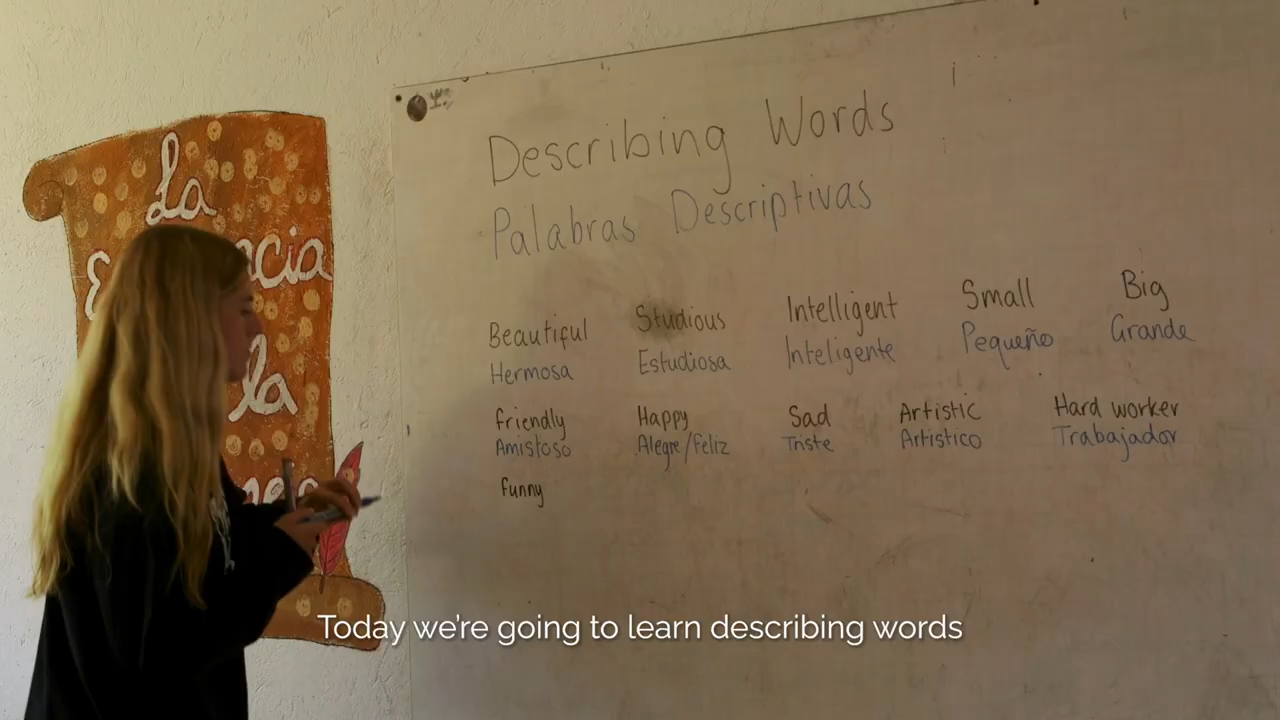 La
cia
la
Describing Words
Palabras Descriptivas
Beautiful Studious Intelligent Small Big
Hermosa Estudiosa Inteligente Pequeño Grande
friendly Happy Sad Artistic Hard worker
Amistoso Alegre/feliz Triste Artistico Trabajador
funny
Today we're going to learn describing words